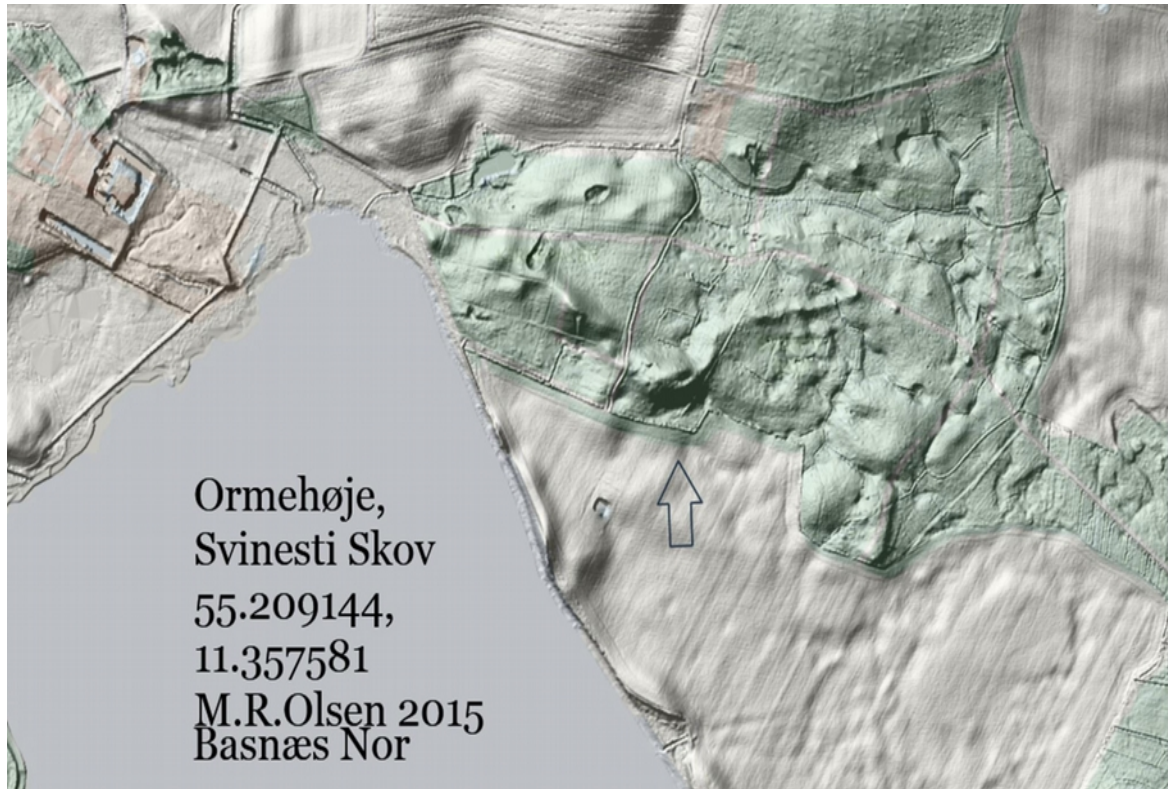 Ormehøje,
Svinesti Skov
55.209144,
11.357581
M.R.Olsen 2015
Basnæs Nor